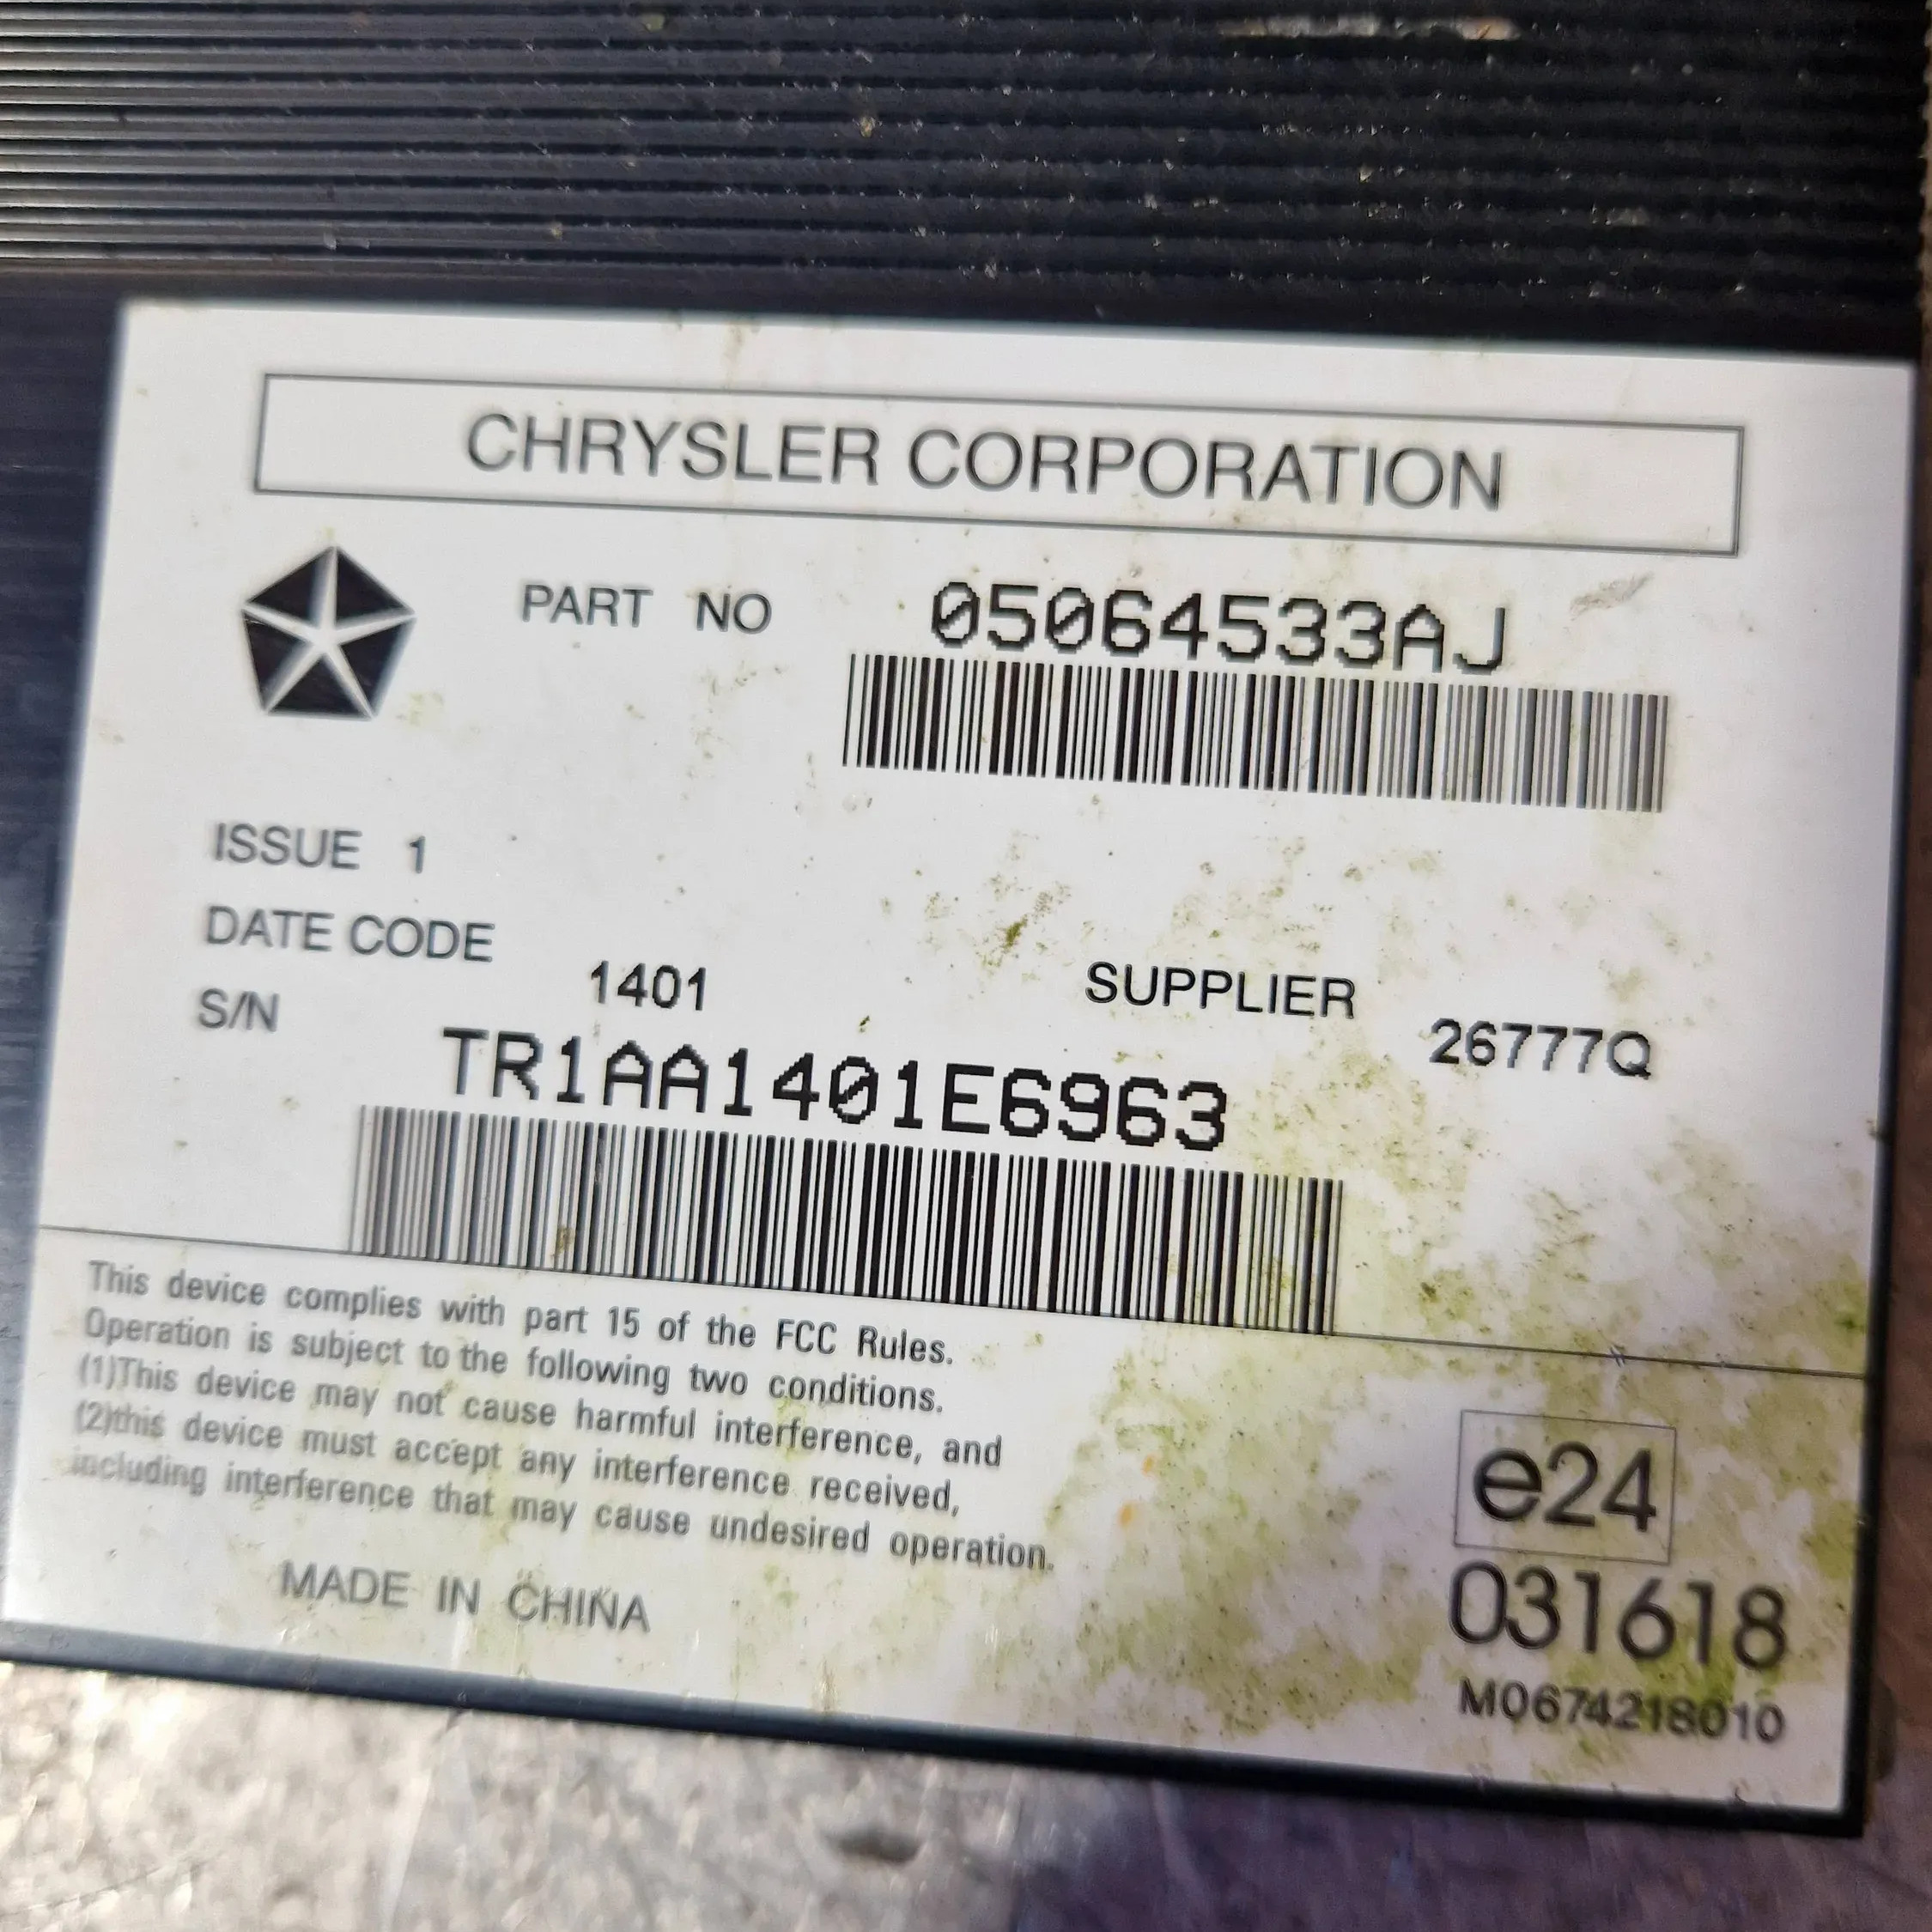 CHRYSLER CORPORATION
PART NO 05064533AJ
ISSUE 1
DATE CODE 1401 SUPPLIER 26777Q
S/N TR1AA1401E6963
This device complies with part 15 of the FCC Rules.
Operation is subject to the following two conditions.
(1)This device may not cause harmful interference, and
(2)this device must accept any interference received,
including interference that may cause undesired operation.
MADE IN CHINA
e24
031618
M0674218010